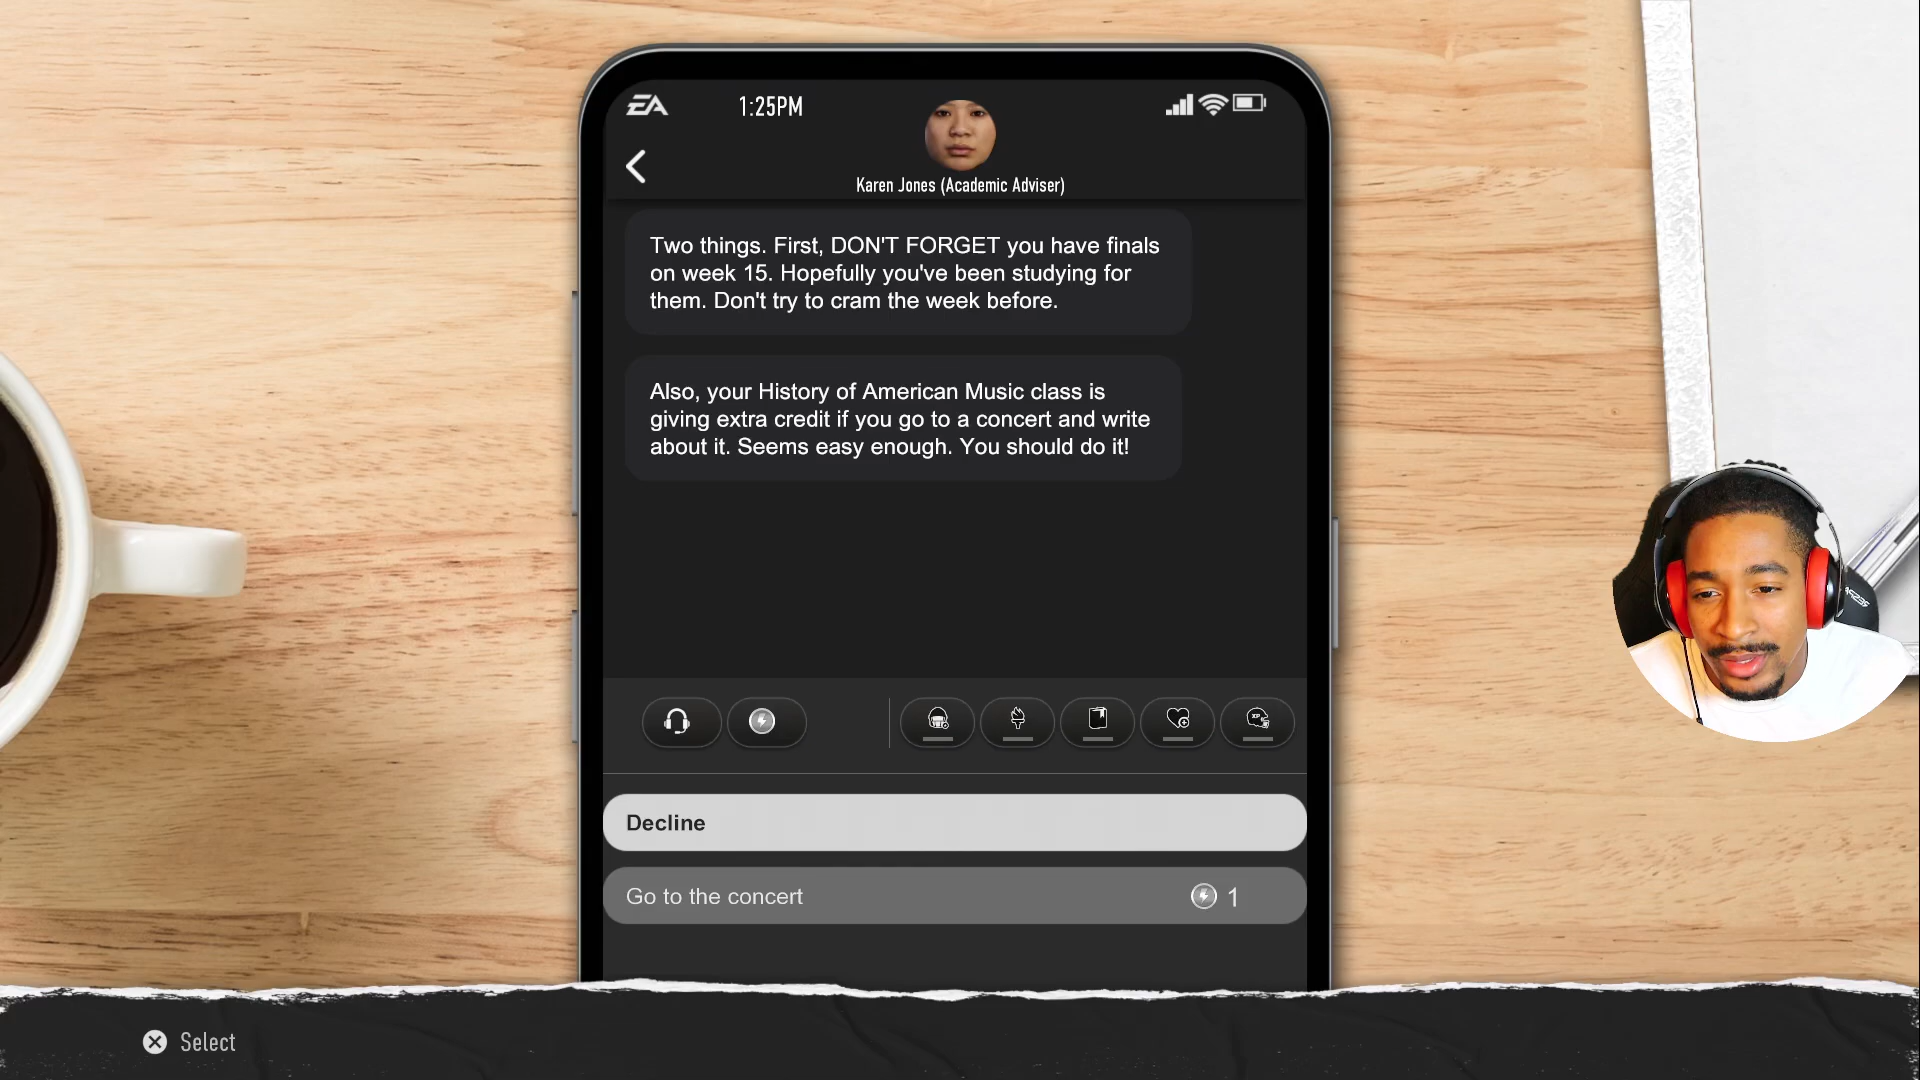 EA
1:25PM
Karen Jones (Academic Adviser)
Two things. First, DON'T FORGET you have finals
on week 15. Hopefully you've been studying for
them. Don't try to cram the week before.
Also, your History of American Music class is
giving extra credit if you go to a concert and write
about it. Seems easy enough. You should do it!
XP
Decline
Go to the concert 1
Select